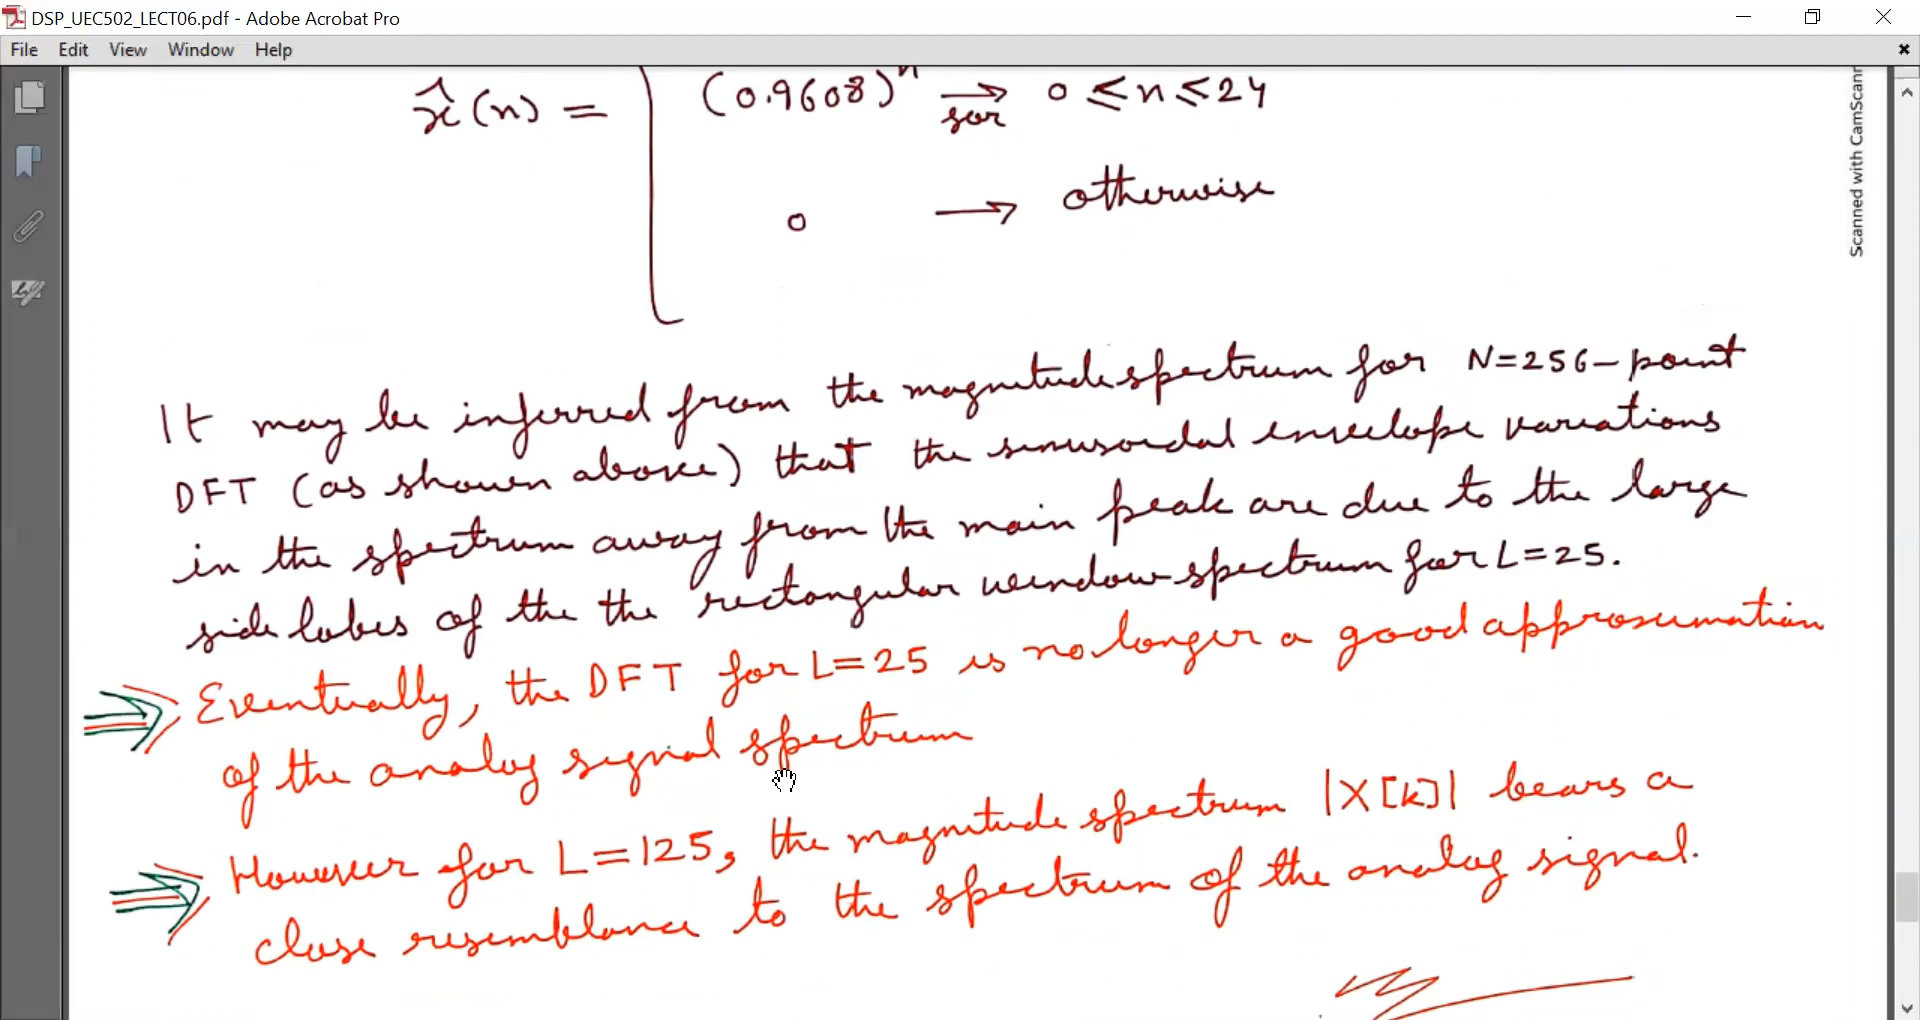 DSP_UEC502_LECT06.pdf - Adobe Acrobat Pro
File Edit View Window Help
x̂(n) = (0.9608)ⁿ for 0 ≤ n ≤ 24
0 → otherwise
Scanned with CamScanr
It may be inferred from the magnitude spectrum for N=256-point
DFT (as shown above) that the sinusoidal envelope variations
in the spectrum away from the main peak are due to the large
side lobes of the the rectangular window spectrum for L=25.
Eventually, the DFT for L=25 is no longer a good approximation
of the analog signal spectrum
However for L=125, the magnitude spectrum |X[k]| bears a
close resemblance to the spectrum of the analog signal.